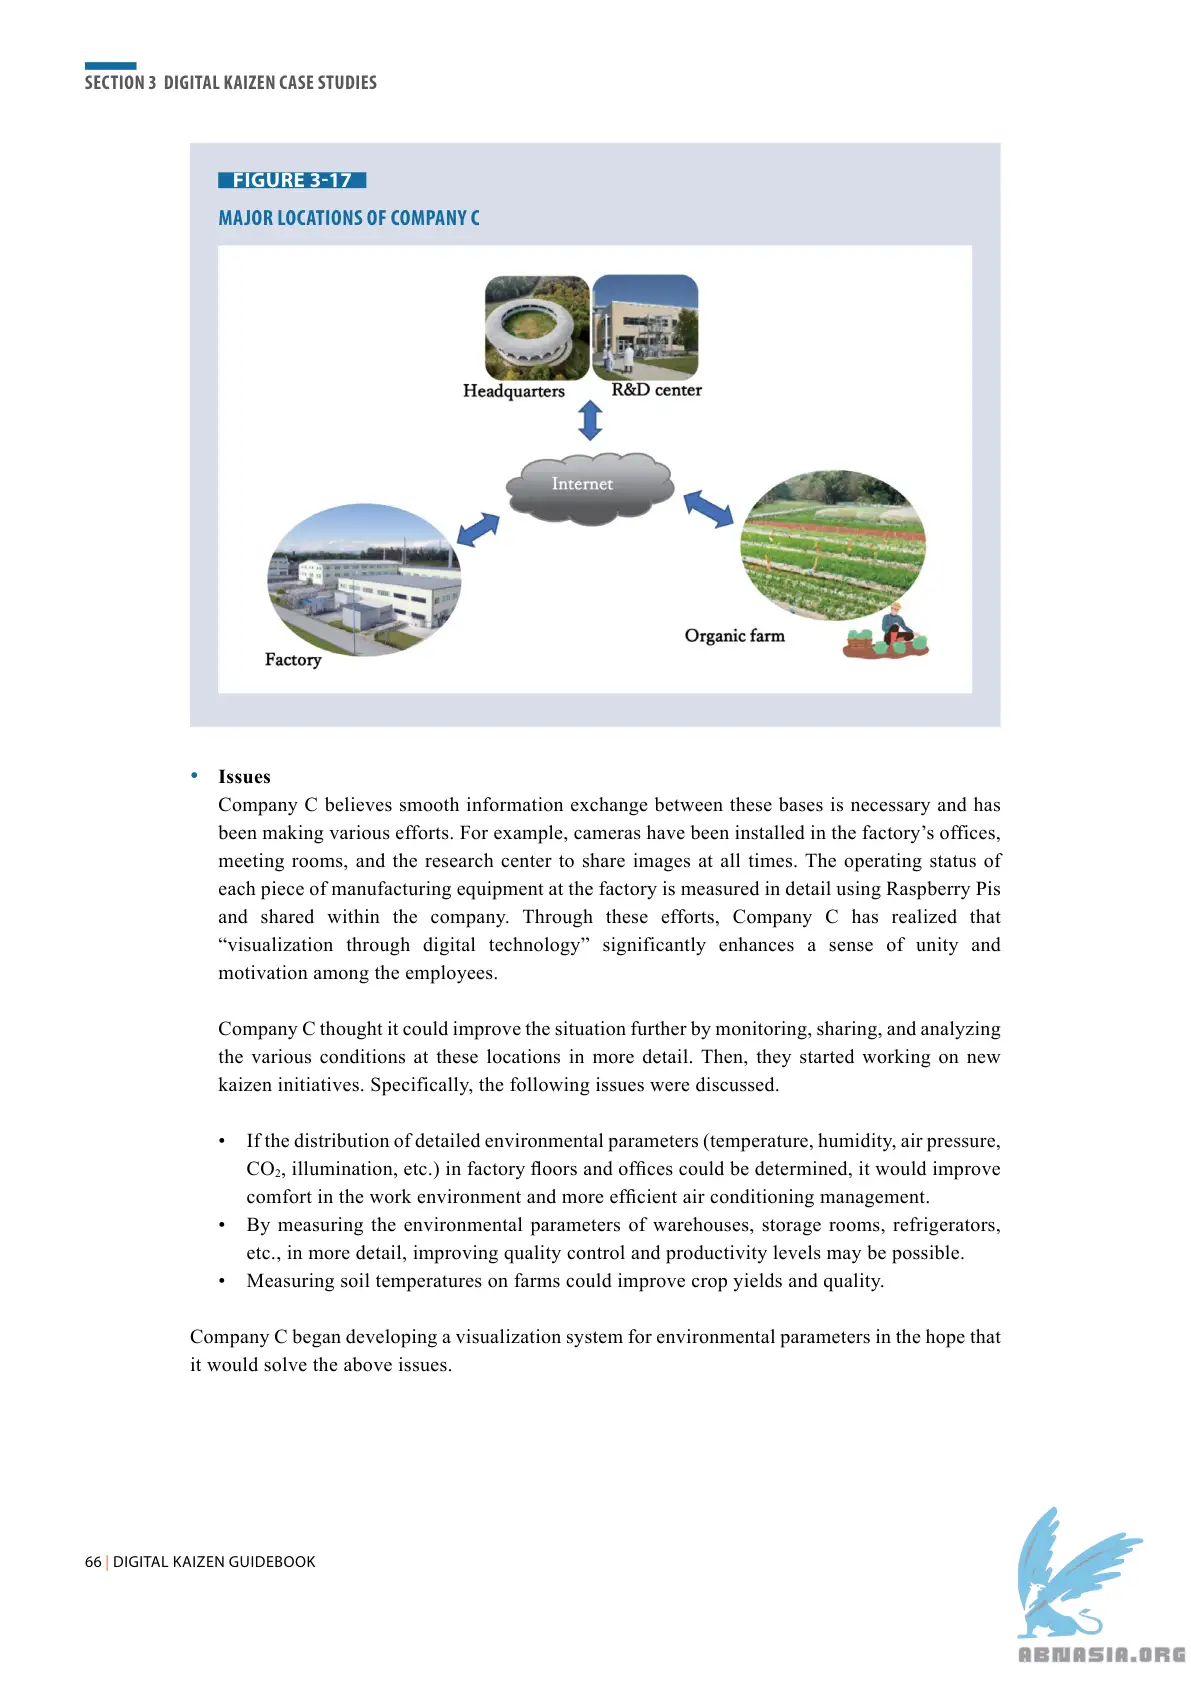 SECTION 3 DIGITAL KAIZEN CASE STUDIES
FIGURE 3-17
MAJOR LOCATIONS OF COMPANY C
Headquarters
R&D center
Internet
Factory
Organic farm
• Issues
Company C believes smooth information exchange between these bases is necessary and has
been making various efforts. For example, cameras have been installed in the factory’s offices,
meeting rooms, and the research center to share images at all times. The operating status of
each piece of manufacturing equipment at the factory is measured in detail using Raspberry Pis
and shared within the company. Through these efforts, Company C has realized that
“visualization through digital technology” significantly enhances a sense of unity and
motivation among the employees.
Company C thought it could improve the situation further by monitoring, sharing, and analyzing
the various conditions at these locations in more detail. Then, they started working on new
kaizen initiatives. Specifically, the following issues were discussed.
• If the distribution of detailed environmental parameters (temperature, humidity, air pressure,
CO₂, illumination, etc.) in factory floors and offices could be determined, it would improve
comfort in the work environment and more efficient air conditioning management.
• By measuring the environmental parameters of warehouses, storage rooms, refrigerators,
etc., in more detail, improving quality control and productivity levels may be possible.
• Measuring soil temperatures on farms could improve crop yields and quality.
Company C began developing a visualization system for environmental parameters in the hope that
it would solve the above issues.
66 | DIGITAL KAIZEN GUIDEBOOK
ABNASIA.ORG